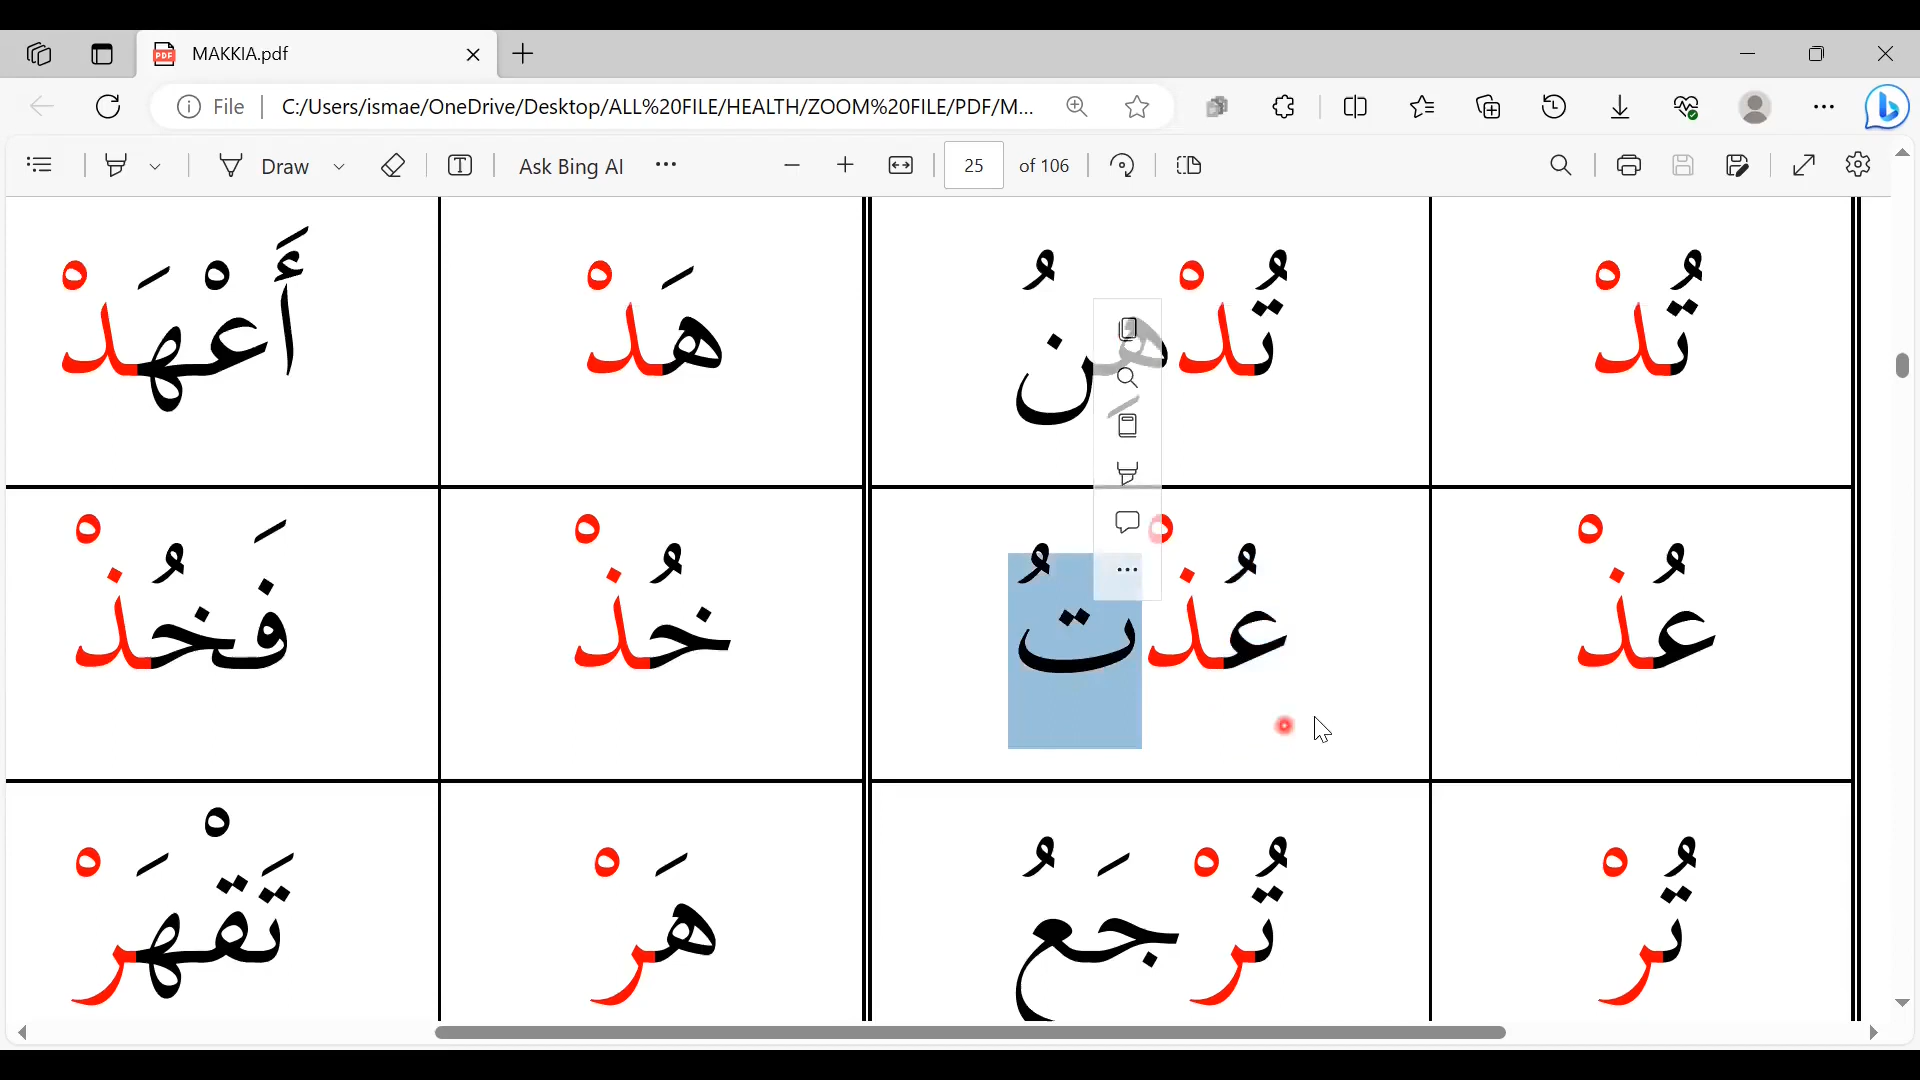 MAKKIA.pdf
File C:/Users/ismae/OneDrive/Desktop/ALL%20FILE/HEALTH/ZOOM%20FILE/PDF/M...
Draw Ask Bing AI 25 of 106
تُدْ تُدْهَنُ هَدْ أَعْهَدْ
عُذْ عُذْتُ خُذْ فَخُذْ
تُرْ تُرْجَعُ هَرْ تَقْهَرْ